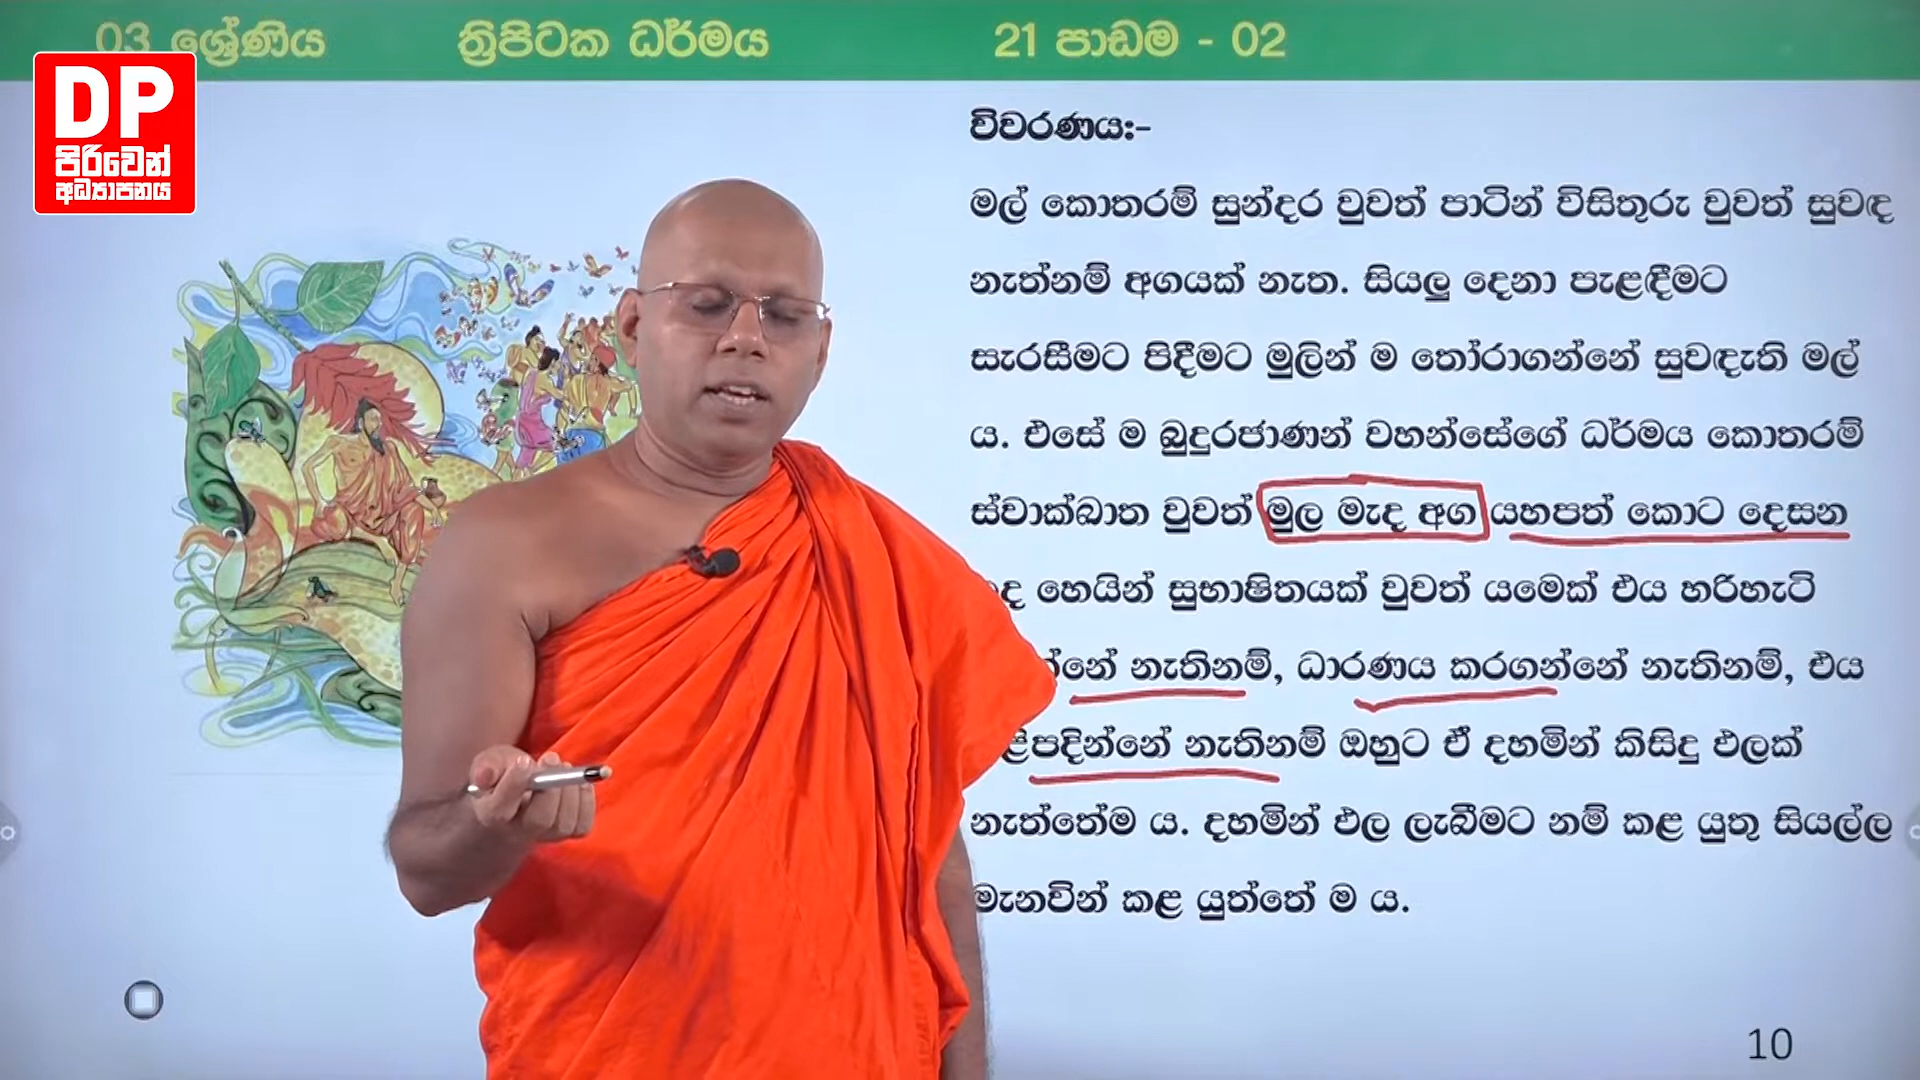 03 ශ්‍රේණිය ත්‍රිපිටක ධර්මය 21 පාඩම - 02
DP
පිරිවෙන්
අධ්‍යාපනය
විවරණය:-
මල් කොතරම් සුන්දර වුවත් පාටින් විසිතුරු වුවත් සුවඳ
නැත්නම් අගයක් නැත. සියලු දෙනා පැළඳීමට
සැරසීමට පිදීමට මුලින් ම තෝරාගන්නේ සුවඳැති මල්
ය. එසේ ම බුදුරජාණන් වහන්සේගේ ධර්මය කොතරම්
ස්වාක්ඛාත වුවත් මුල මැද අග යහපත් කොට දෙසන
හෙයින් සුභාෂිතයක් වුවත් යමෙක් එය හරිහැටි
නැතිනම්, ධාරණය කරගන්නේ නැතිනම්, එය
නැතිනම් ඔහුට ඒ දහමින් කිසිදු ඵලක්
නැත්තේම ය. දහමින් ඵල ලැබීමට නම් කළ යුතු සියල්ල
මැනවින් කළ යුත්තේ ම ය.
10